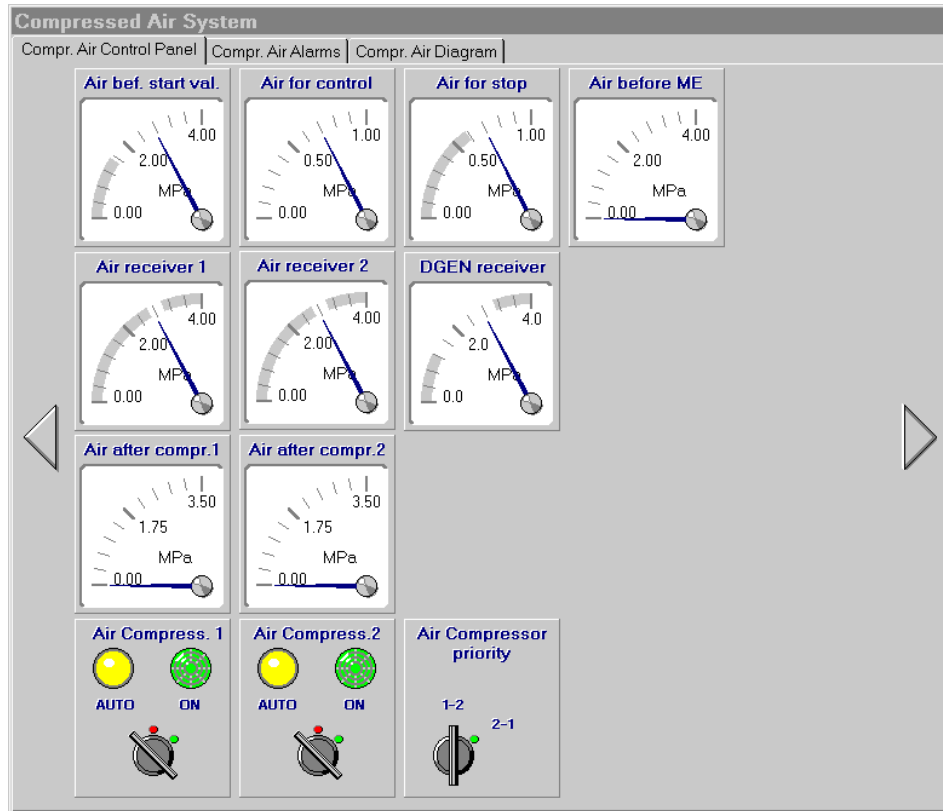 Compressed Air System
Compr. Air Control Panel Compr. Air Alarms Compr. Air Diagram
Air bef. start val. Air for control Air for stop Air before ME
4.00 1.00 1.00 4.00
2.00 0.50 0.50 2.00
MPa MPa MPa MPa
0.00 0.00 0.00 0.00
Air receiver 1 Air receiver 2 DGEN receiver
4.00 4.00 4.0
2.00 2.00 2.0
MPa MPa MPa
0.00 0.00 0.0
Air after compr.1 Air after compr.2
3.50 3.50
1.75 1.75
MPa MPa
0.00 0.00
Air Compress. 1 Air Compress.2 Air Compressor
priority
AUTO ON AUTO ON 1-2
2-1